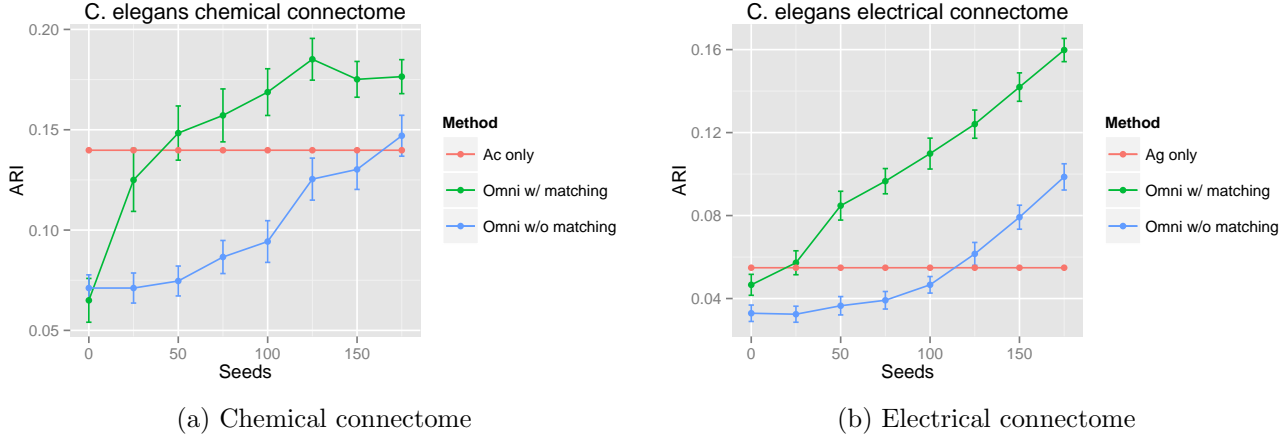 C. elegans chemical connectome
0.20
0.15
0.10
0.05
ARI
0
50
100
150
Seeds
Method
Ac only
Omni w/ matching
Omni w/o matching
(a) Chemical connectome
C. elegans electrical connectome
0.16
0.12
0.08
0.04
ARI
0
50
100
150
Seeds
Method
Ag only
Omni w/ matching
Omni w/o matching
(b) Electrical connectome